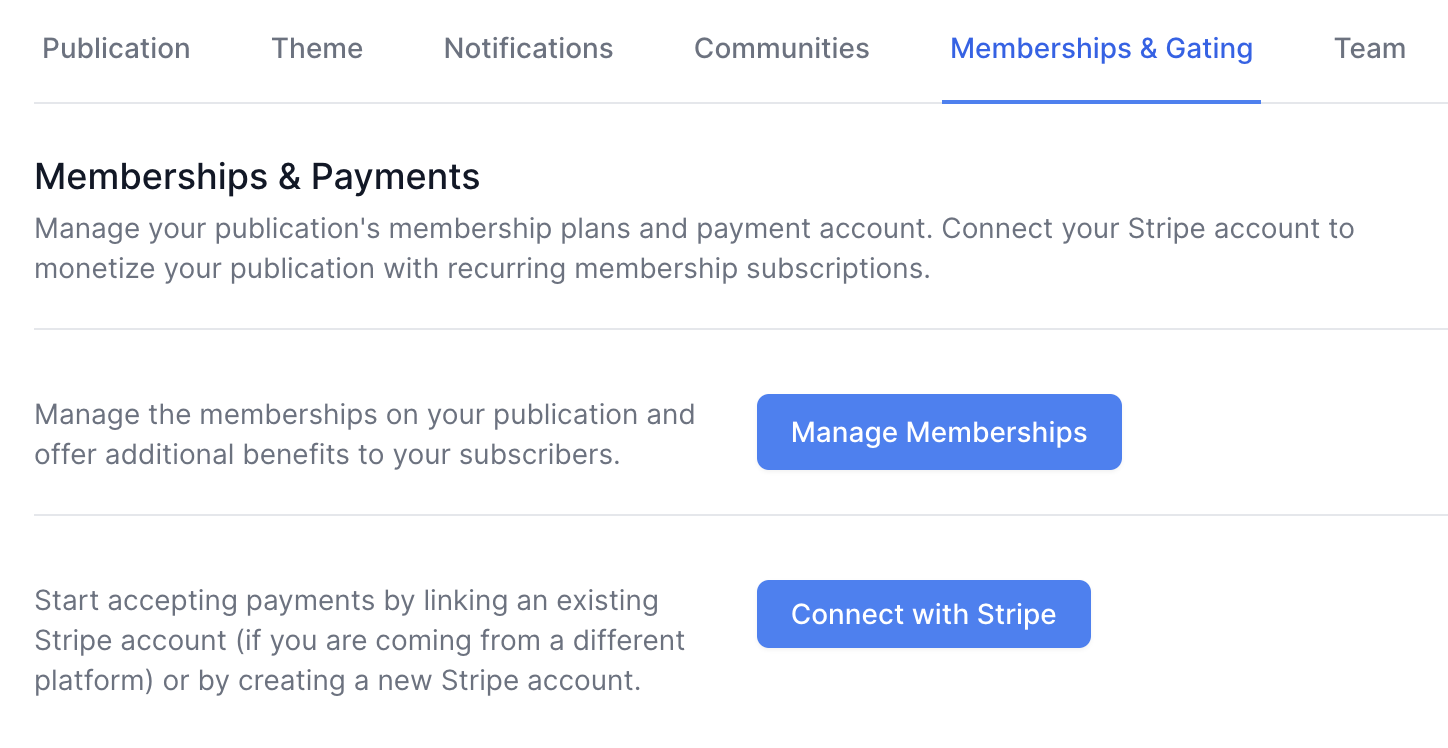 Publication Theme Notifications Communities Memberships & Gating Team
Memberships & Payments
Manage your publication's membership plans and payment account. Connect your Stripe account to
monetize your publication with recurring membership subscriptions.
Manage the memberships on your publication and
offer additional benefits to your subscribers.
Manage Memberships
Start accepting payments by linking an existing
Stripe account (if you are coming from a different
platform) or by creating a new Stripe account.
Connect with Stripe